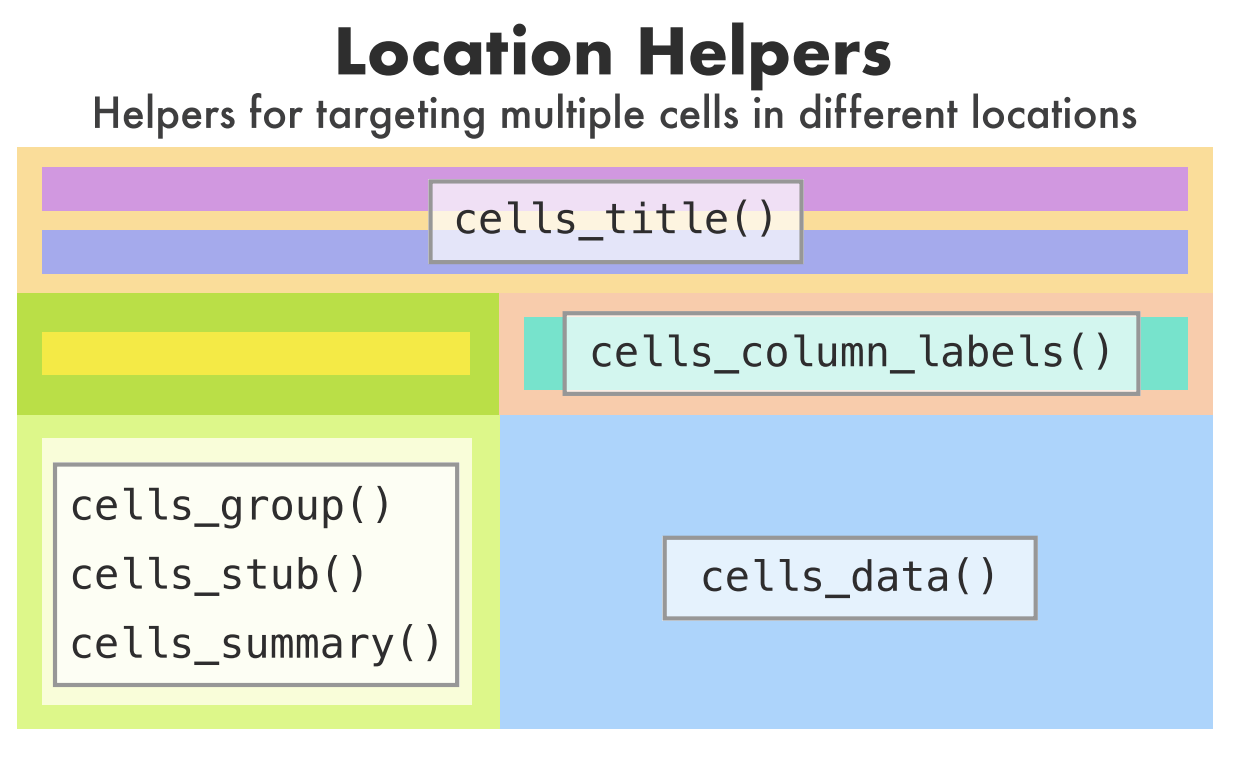 Location Helpers
Helpers for targeting multiple cells in different locations
cells_title()
cells_column_labels()
cells_group()
cells_stub()
cells_summary()
cells_data()